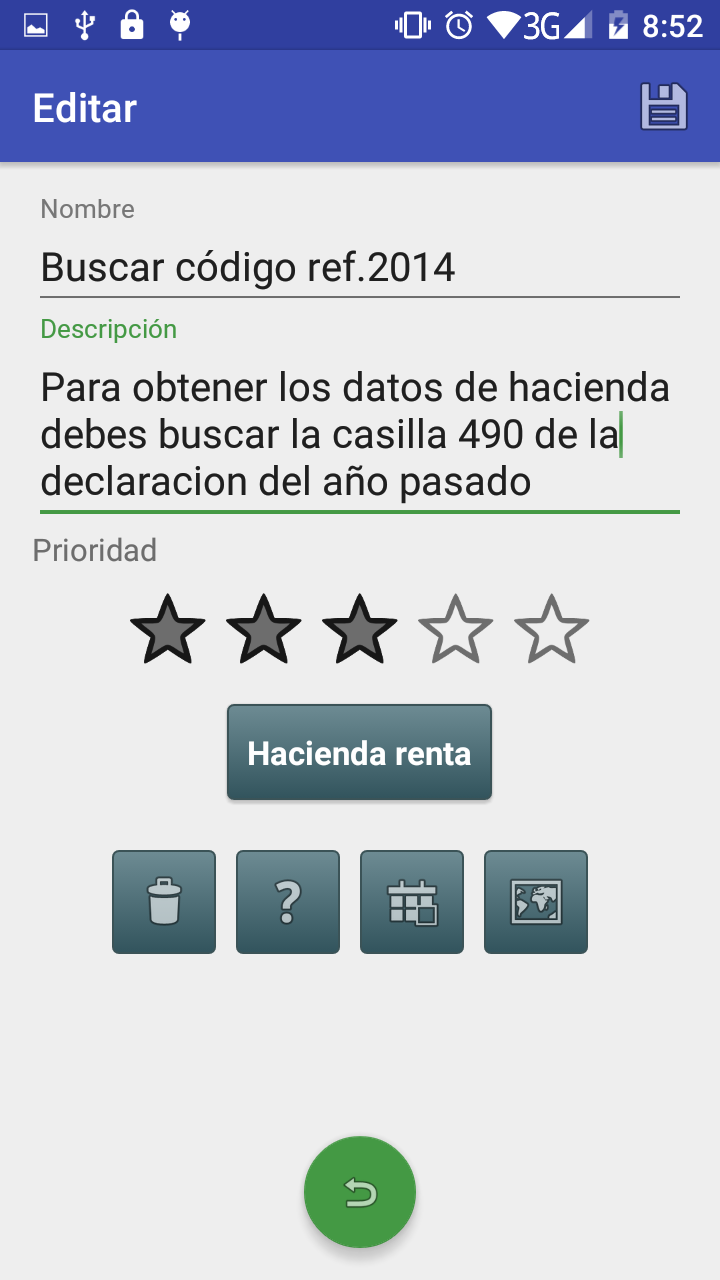 3G 8:52
Editar
Nombre
Buscar código ref.2014
Descripción
Para obtener los datos de hacienda
debes buscar la casilla 490 de la
declaracion del año pasado
Prioridad
Hacienda renta
?